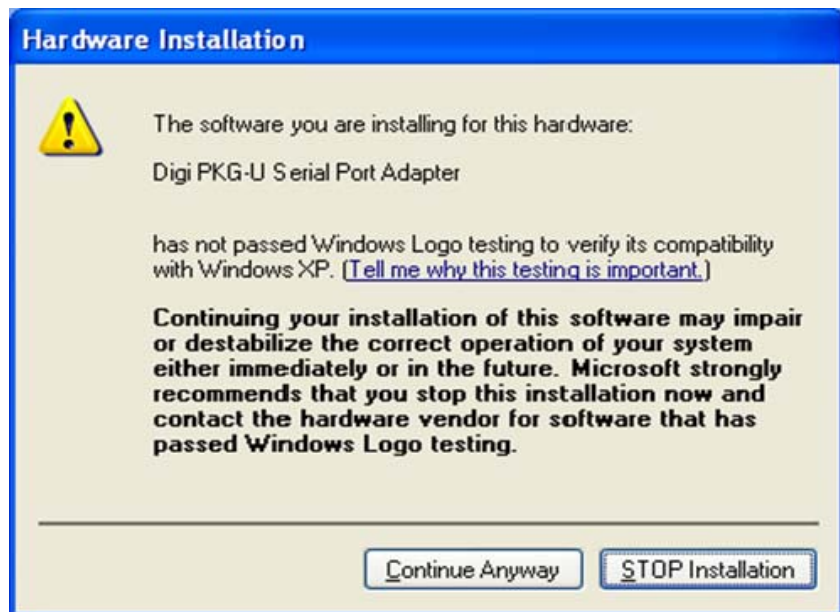 Hardware Installation
The software you are installing for this hardware:
Digi PKG-U Serial Port Adapter
has not passed Windows Logo testing to verify its compatibility
with Windows XP. (Tell me why this testing is important.)
Continuing your installation of this software may impair
or destabilize the correct operation of your system
either immediately or in the future. Microsoft strongly
recommends that you stop this installation now and
contact the hardware vendor for software that has
passed Windows Logo testing.
Continue Anyway
STOP Installation